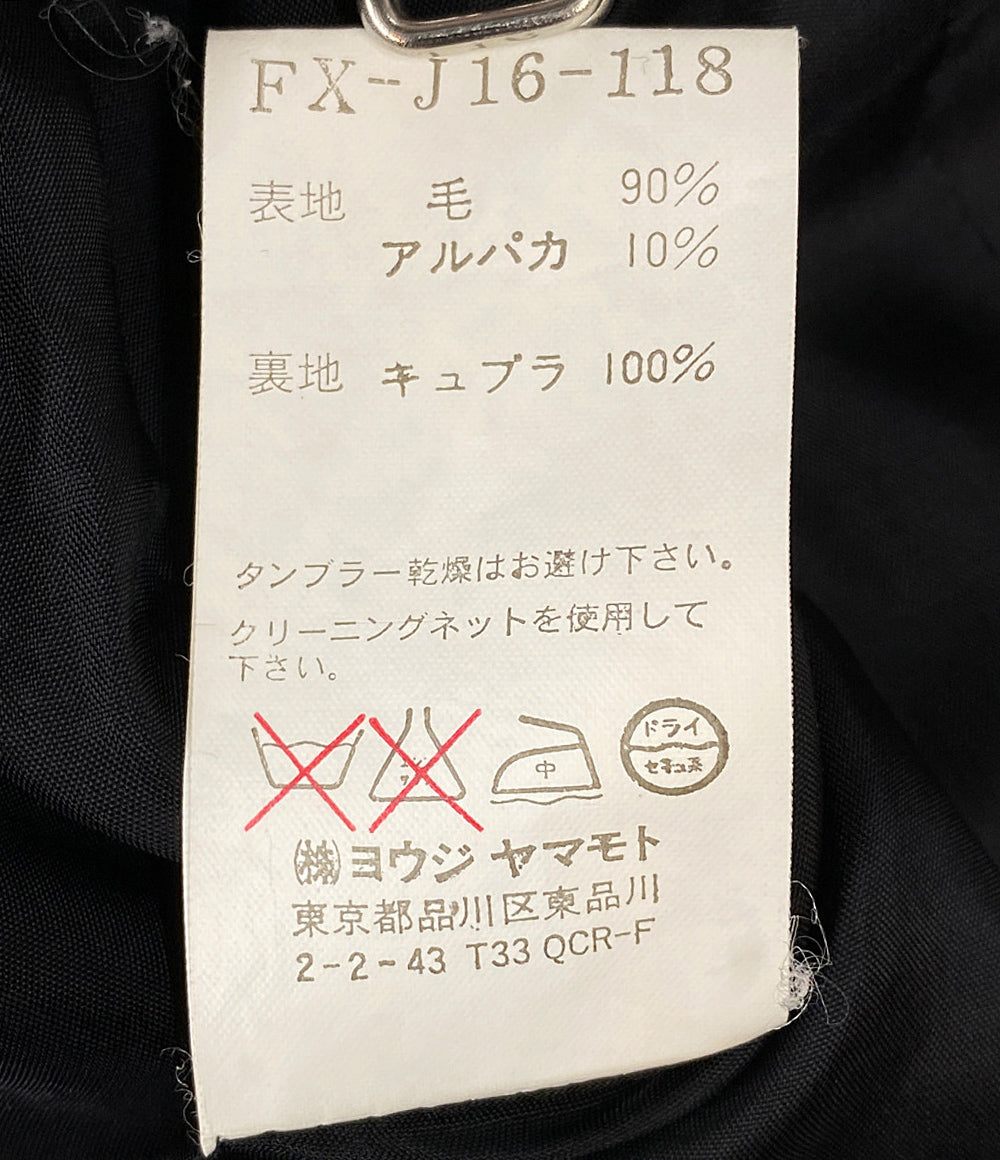 FX-J16-118
表地 毛 90%
アルパカ 10%
裏地 キュプラ 100%
タンブラー乾燥はお避け下さい。
クリーニングネットを使用して
下さい。
中
ドライ
セキユ系
㈱ヨウジ ヤマモト
東京都品川区東品川
2-2-43 T33 QCR-F